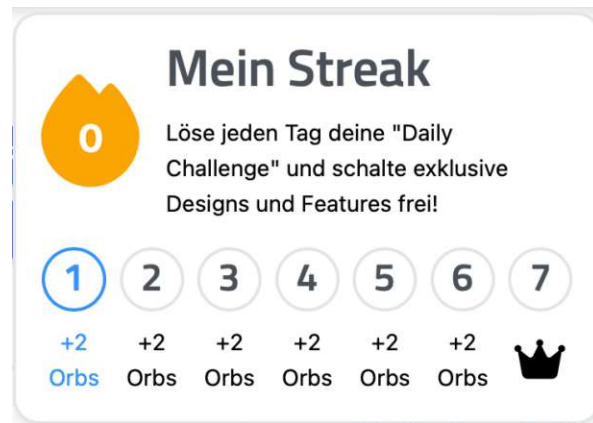 Mein Streak
0
Löse jeden Tag deine "Daily
Challenge" und schalte exklusive
Designs und Features frei!
1 2 3 4 5 6 7
+2 +2 +2 +2 +2 +2
Orbs Orbs Orbs Orbs Orbs Orbs